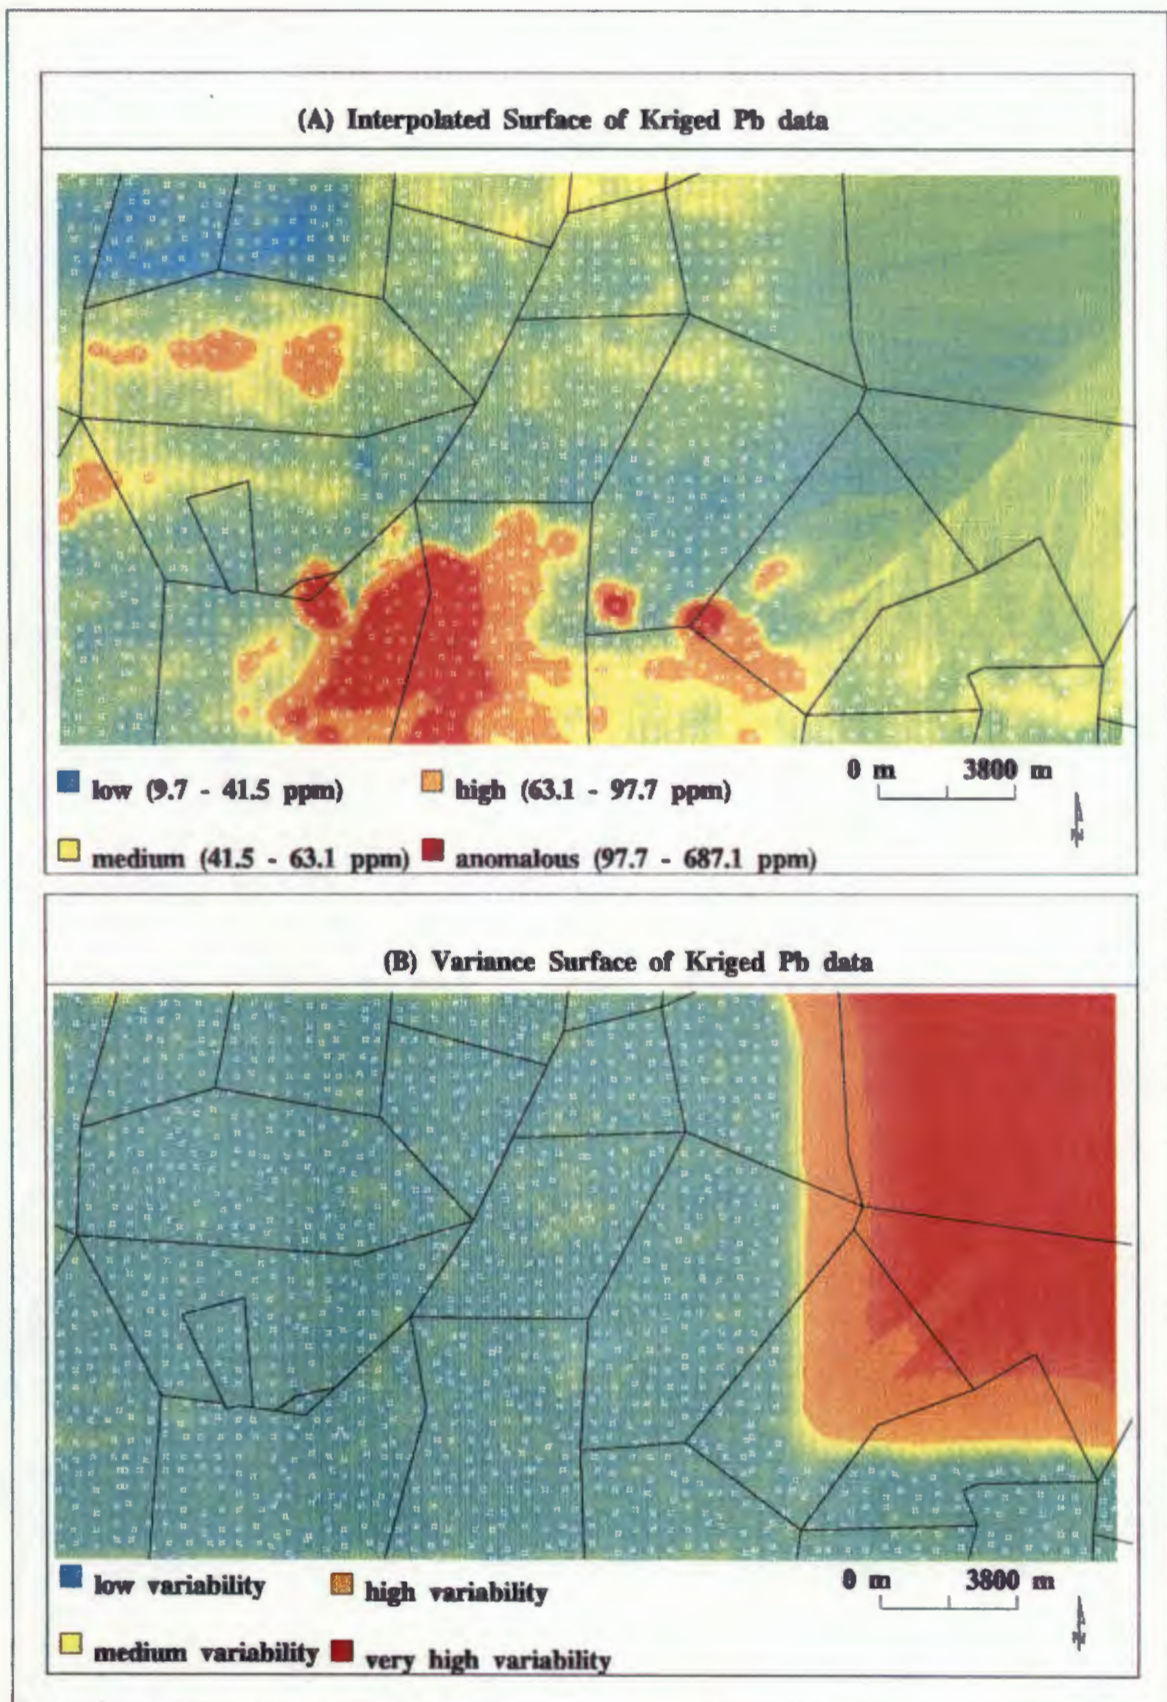 (A) Interpolated Surface of Kriged Pb data
low (9.7 - 41.5 ppm)
high (63.1 - 97.7 ppm)
0 m 3800 m
medium (41.5 - 63.1 ppm)
anomalous (97.7 - 687.1 ppm)
N
(B) Variance Surface of Kriged Pb data
low variability
high variability
0 m 3800 m
medium variability
very high variability
N